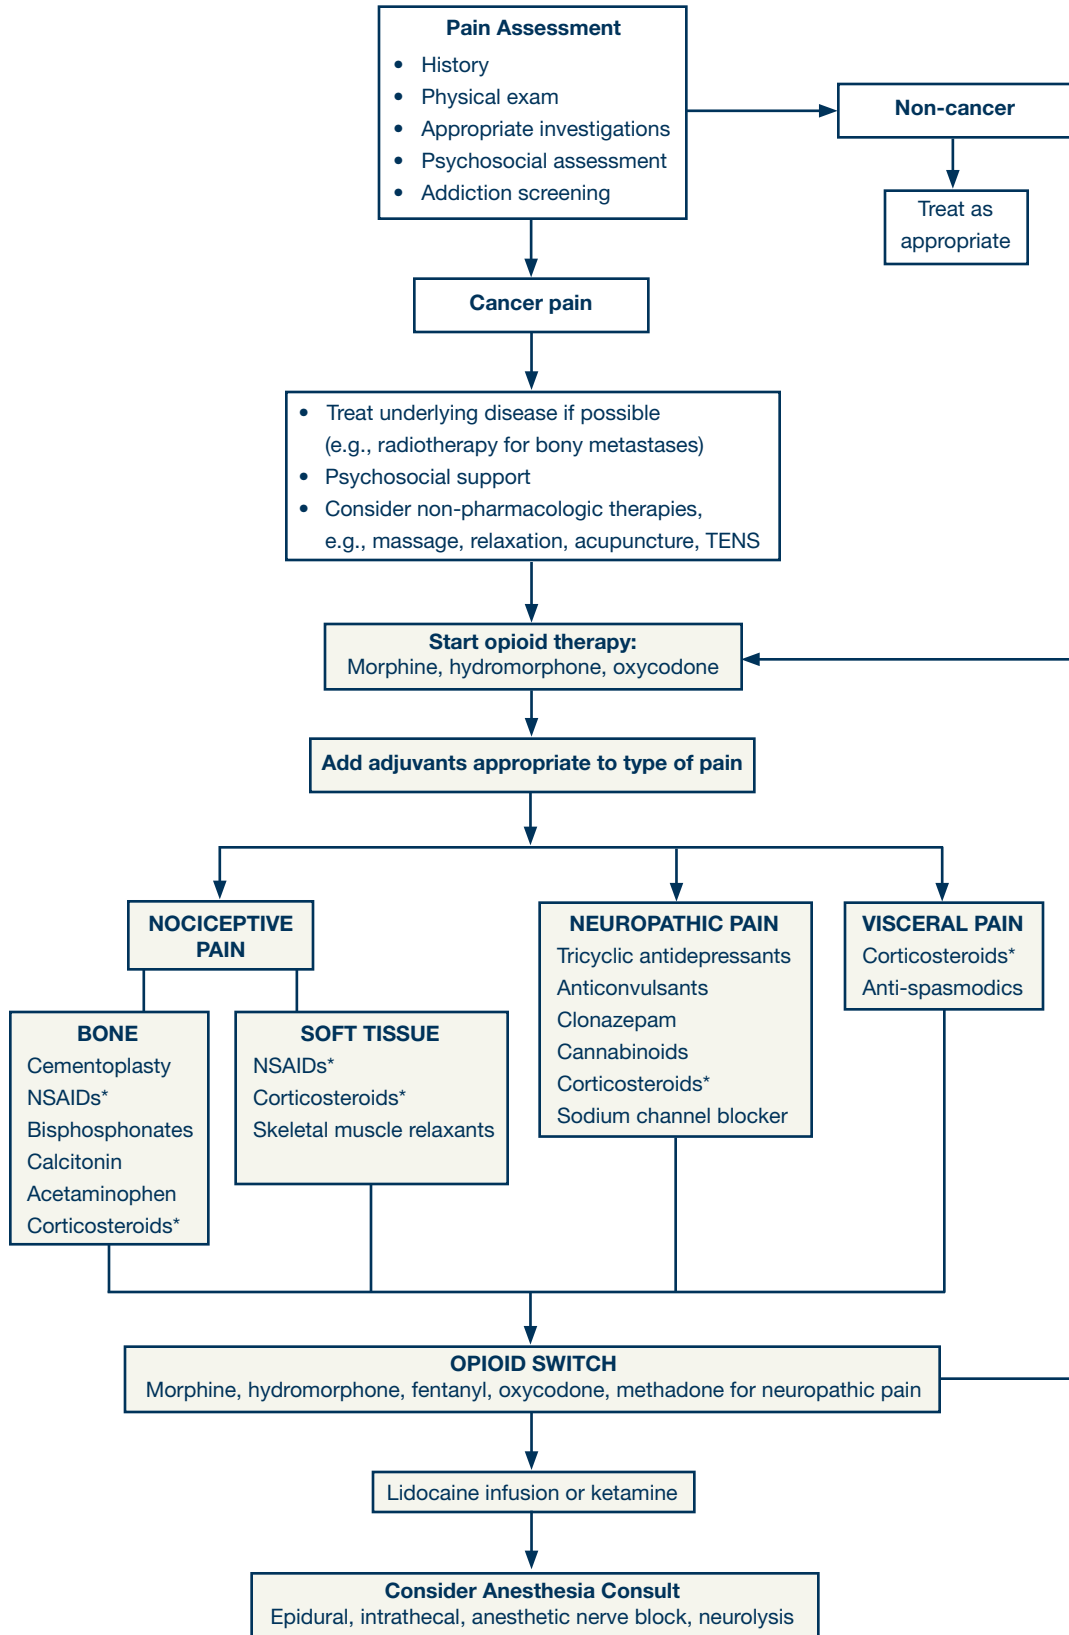 Pain Assessment
• History
• Physical exam
• Appropriate investigations
• Psychosocial assessment
• Addiction screening
Non-cancer
Treat as
appropriate
Cancer pain
• Treat underlying disease if possible
(e.g., radiotherapy for bony metastases)
• Psychosocial support
• Consider non-pharmacologic therapies,
e.g., massage, relaxation, acupuncture, TENS
Start opioid therapy:
Morphine, hydromorphone, oxycodone
Add adjuvants appropriate to type of pain
NOCICEPTIVE
PAIN
BONE
Cementoplasty
NSAIDs*
Bisphosphonates
Calcitonin
Acetaminophen
Corticosteroids*
SOFT TISSUE
NSAIDs*
Corticosteroids*
Skeletal muscle relaxants
NEUROPATHIC PAIN
Tricyclic antidepressants
Anticonvulsants
Clonazepam
Cannabinoids
Corticosteroids*
Sodium channel blocker
VISCERAL PAIN
Corticosteroids*
Anti-spasmodics
OPIOID SWITCH
Morphine, hydromorphone, fentanyl, oxycodone, methadone for neuropathic pain
Lidocaine infusion or ketamine
Consider Anesthesia Consult
Epidural, intrathecal, anesthetic nerve block, neurolysis